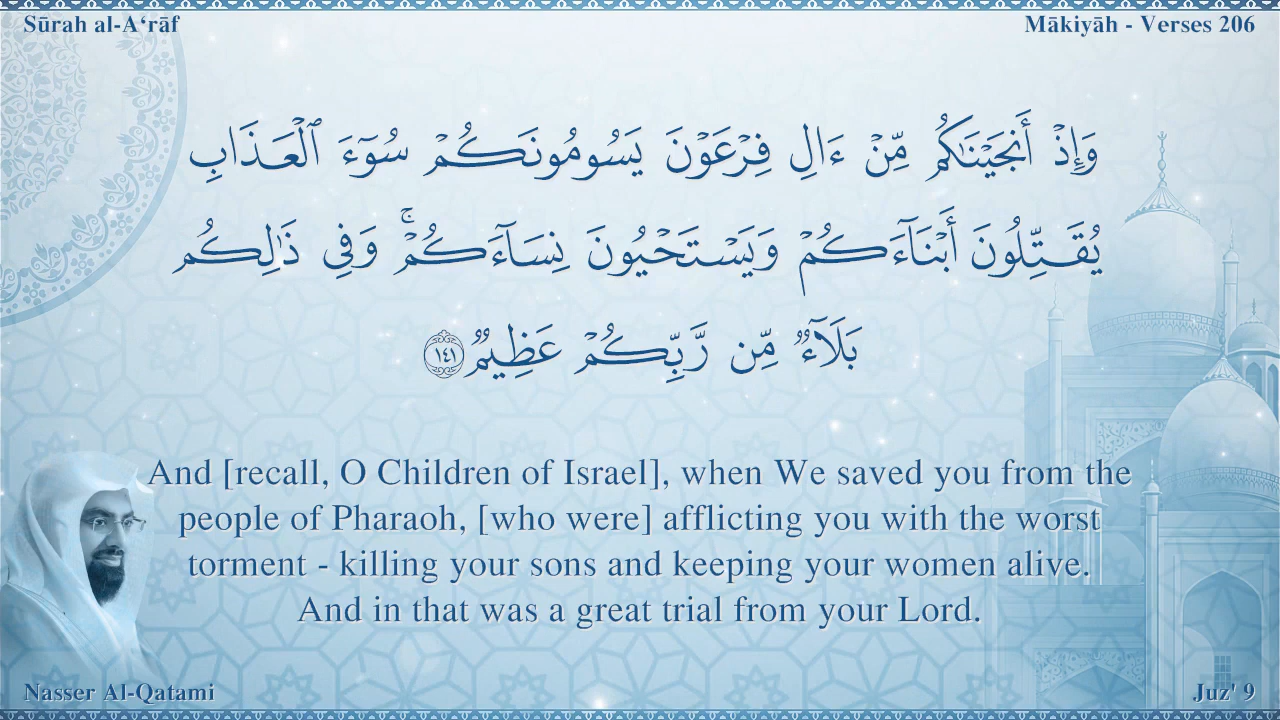 Sūrah al-A‘rāf
Mākiyāh - Verses 206
وَإِذْ أَنجَيْنَٰكُم مِّنْ ءَالِ فِرْعَوْنَ يَسُومُونَكُمْ سُوٓءَ ٱلْعَذَابِ
يُقَتِّلُونَ أَبْنَآءَكُمْ وَيَسْتَحْيُونَ نِسَآءَكُمْ ۚ وَفِى ذَٰلِكُم
بَلَآءٌ مِّن رَّبِّكُمْ عَظِيمٌ ١٤١
And [recall, O Children of Israel], when We saved you from the
people of Pharaoh, [who were] afflicting you with the worst
torment - killing your sons and keeping your women alive.
And in that was a great trial from your Lord.
Nasser Al-Qatami
Juz' 9